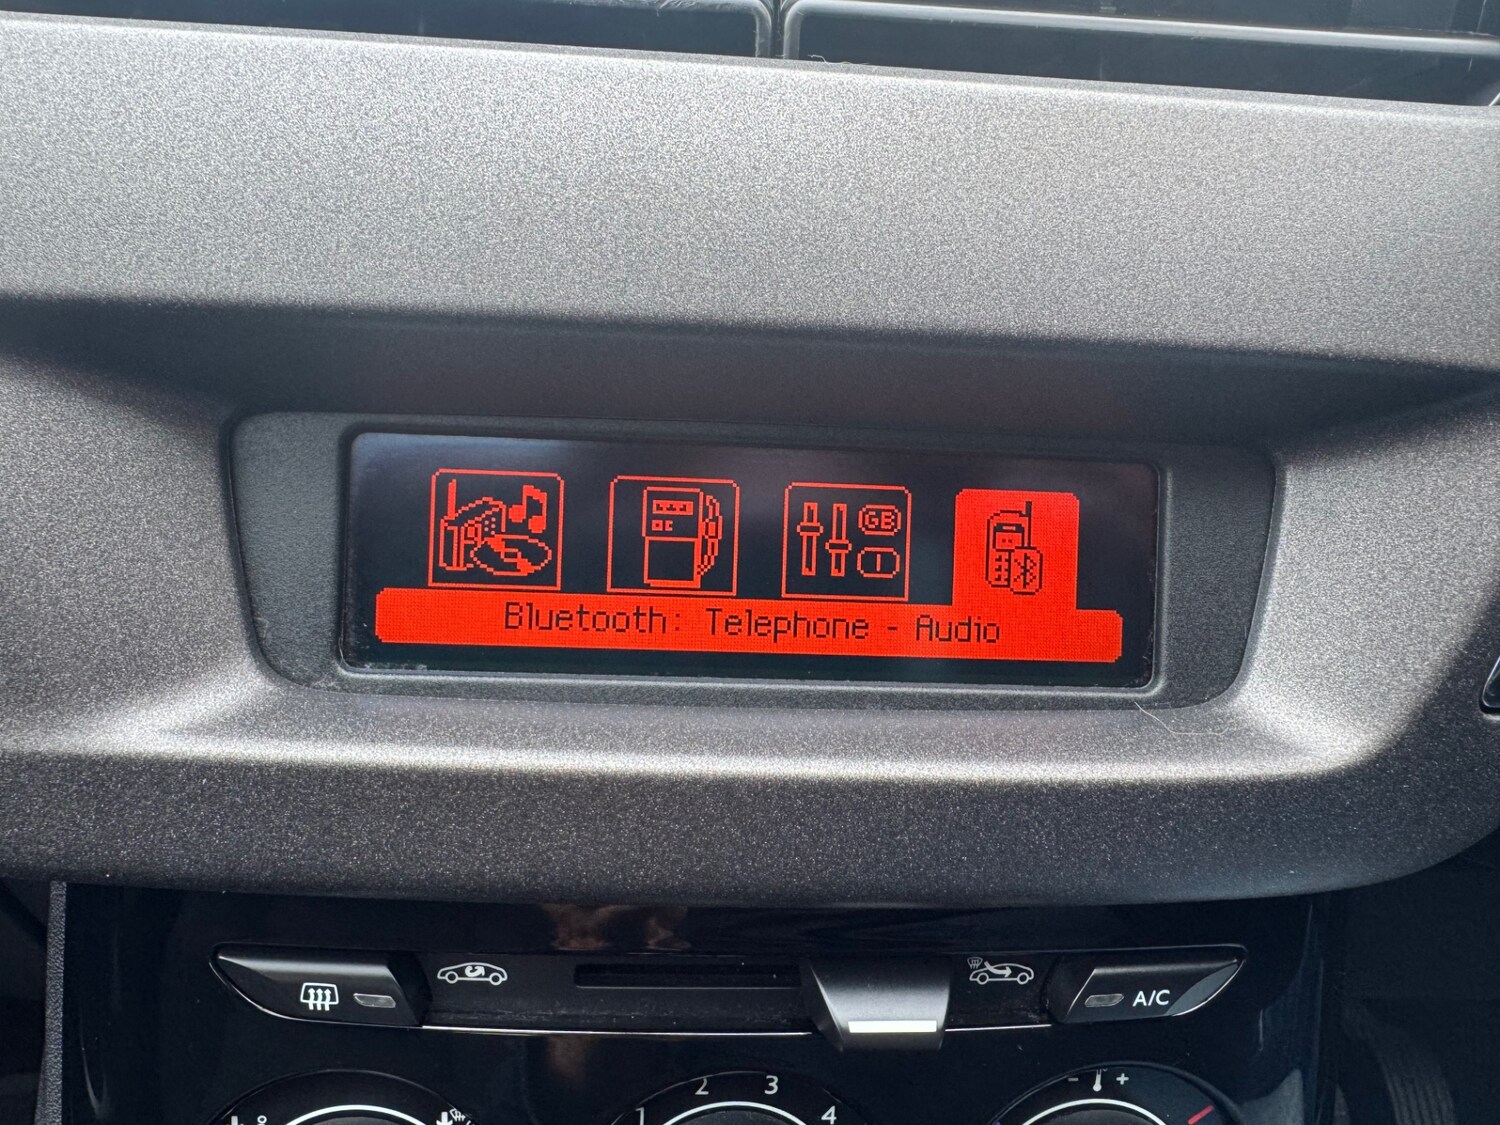 GB
I
Bluetooth: Telephone - Audio
A/C
1 2 3 4
- +